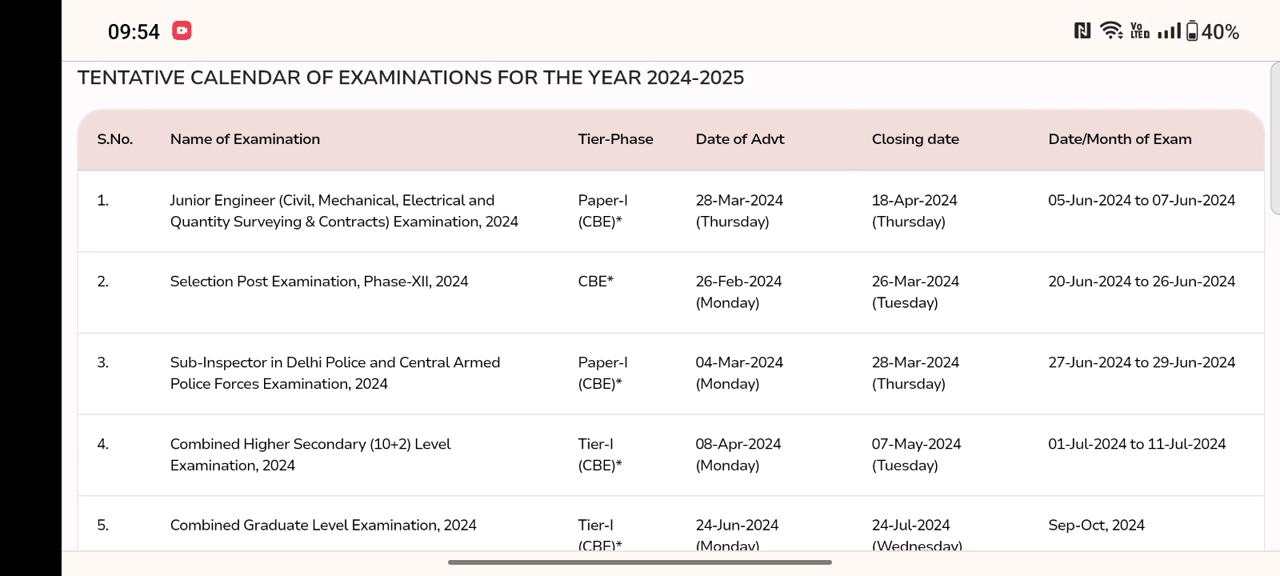 09:54
Vo LTED
40%
TENTATIVE CALENDAR OF EXAMINATIONS FOR THE YEAR 2024-2025
S.No. Name of Examination Tier-Phase Date of Advt Closing date Date/Month of Exam
1. Junior Engineer (Civil, Mechanical, Electrical and Paper-I 28-Mar-2024 18-Apr-2024 05-Jun-2024 to 07-Jun-2024
Quantity Surveying & Contracts) Examination, 2024 (CBE)* (Thursday) (Thursday)
2. Selection Post Examination, Phase-XII, 2024 CBE* 26-Feb-2024 26-Mar-2024 20-Jun-2024 to 26-Jun-2024
(Monday) (Tuesday)
3. Sub-Inspector in Delhi Police and Central Armed Paper-I 04-Mar-2024 28-Mar-2024 27-Jun-2024 to 29-Jun-2024
Police Forces Examination, 2024 (CBE)* (Monday) (Thursday)
4. Combined Higher Secondary (10+2) Level Tier-I 08-Apr-2024 07-May-2024 01-Jul-2024 to 11-Jul-2024
Examination, 2024 (CBE)* (Monday) (Tuesday)
5. Combined Graduate Level Examination, 2024 Tier-I 24-Jun-2024 24-Jul-2024 Sep-Oct, 2024
(CBE)* (Monday) (Wednesday)